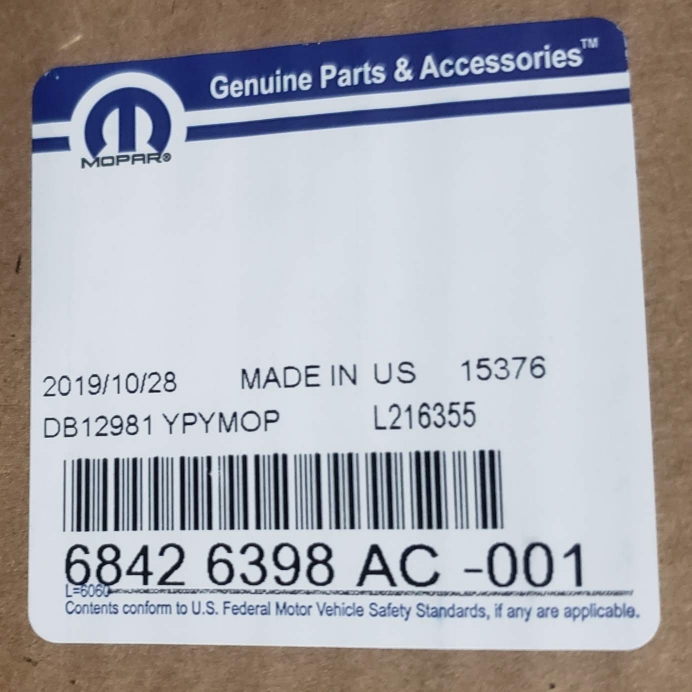 Genuine Parts & Accessories™
MOPAR®
2019/10/28 MADE IN US 15376
DB12981 YPYMOP L216355
6842 6398 AC -001
L=6060
Contents conform to U.S. Federal Motor Vehicle Safety Standards, if any are applicable.